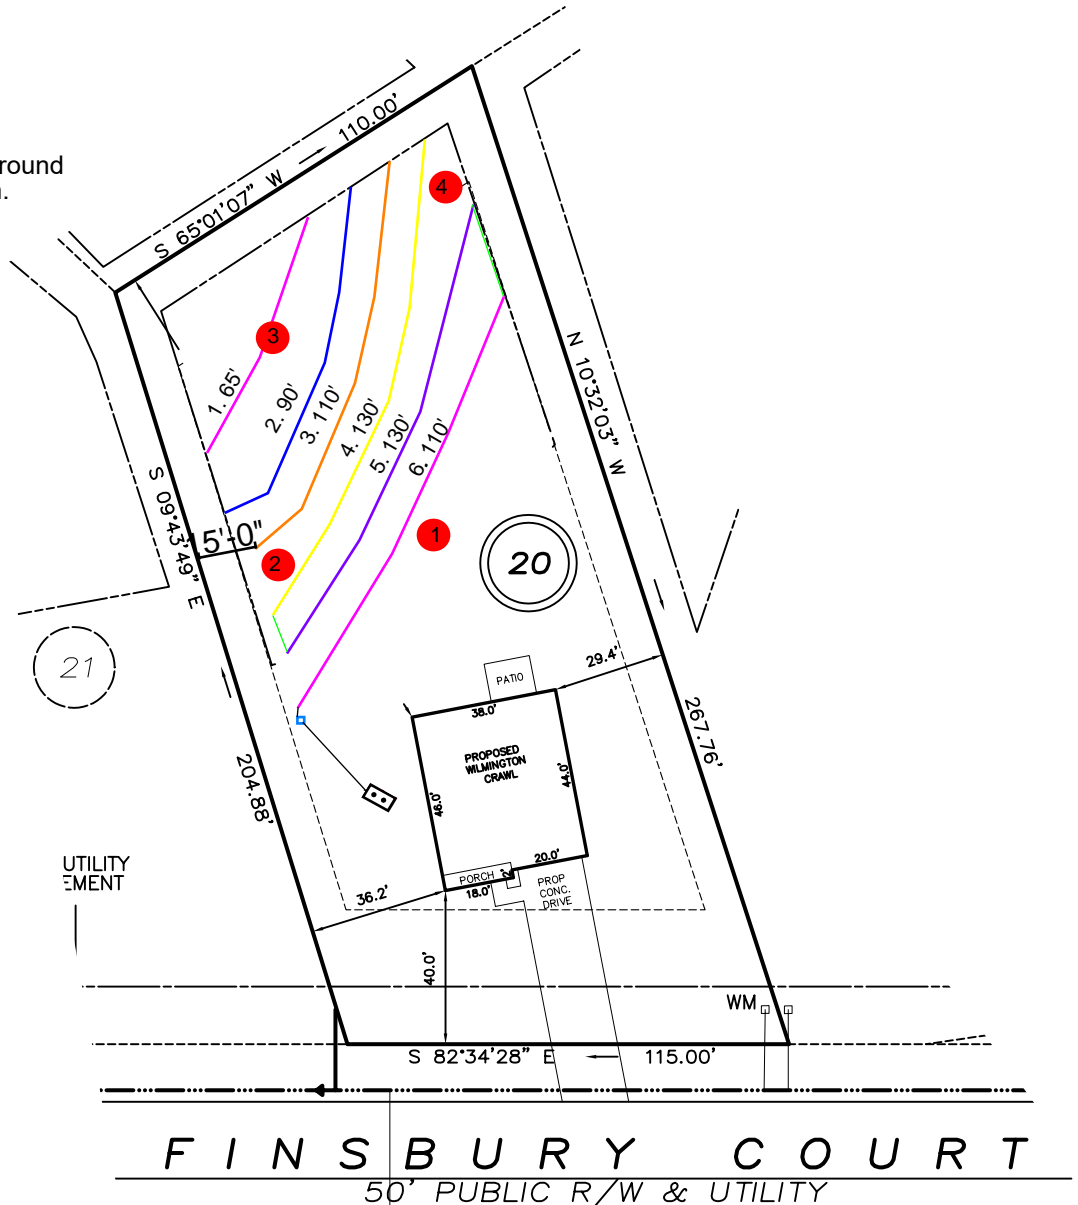 round
.
S 65°01'07" W
110.00'
4
3
1. 65'
2. 90'
3. 110'
4. 130'
5. 130'
6. 110'
N 10°32'03" W
S 09°43'49" E
15'-0"
2
1
20
21
29.4'
PATIO
38.0'
PROPOSED
WILMINGTON
CRAWL
46.0'
44.0'
267.76'
204.88'
20.0'
PORCH
2'
18.0'
PROP
CONC.
DRIVE
UTILITY
EMENT
36.2'
40.0'
WM
S 82°34'28" E
115.00'
FINSBURY COURT
50' PUBLIC R/W & UTILITY